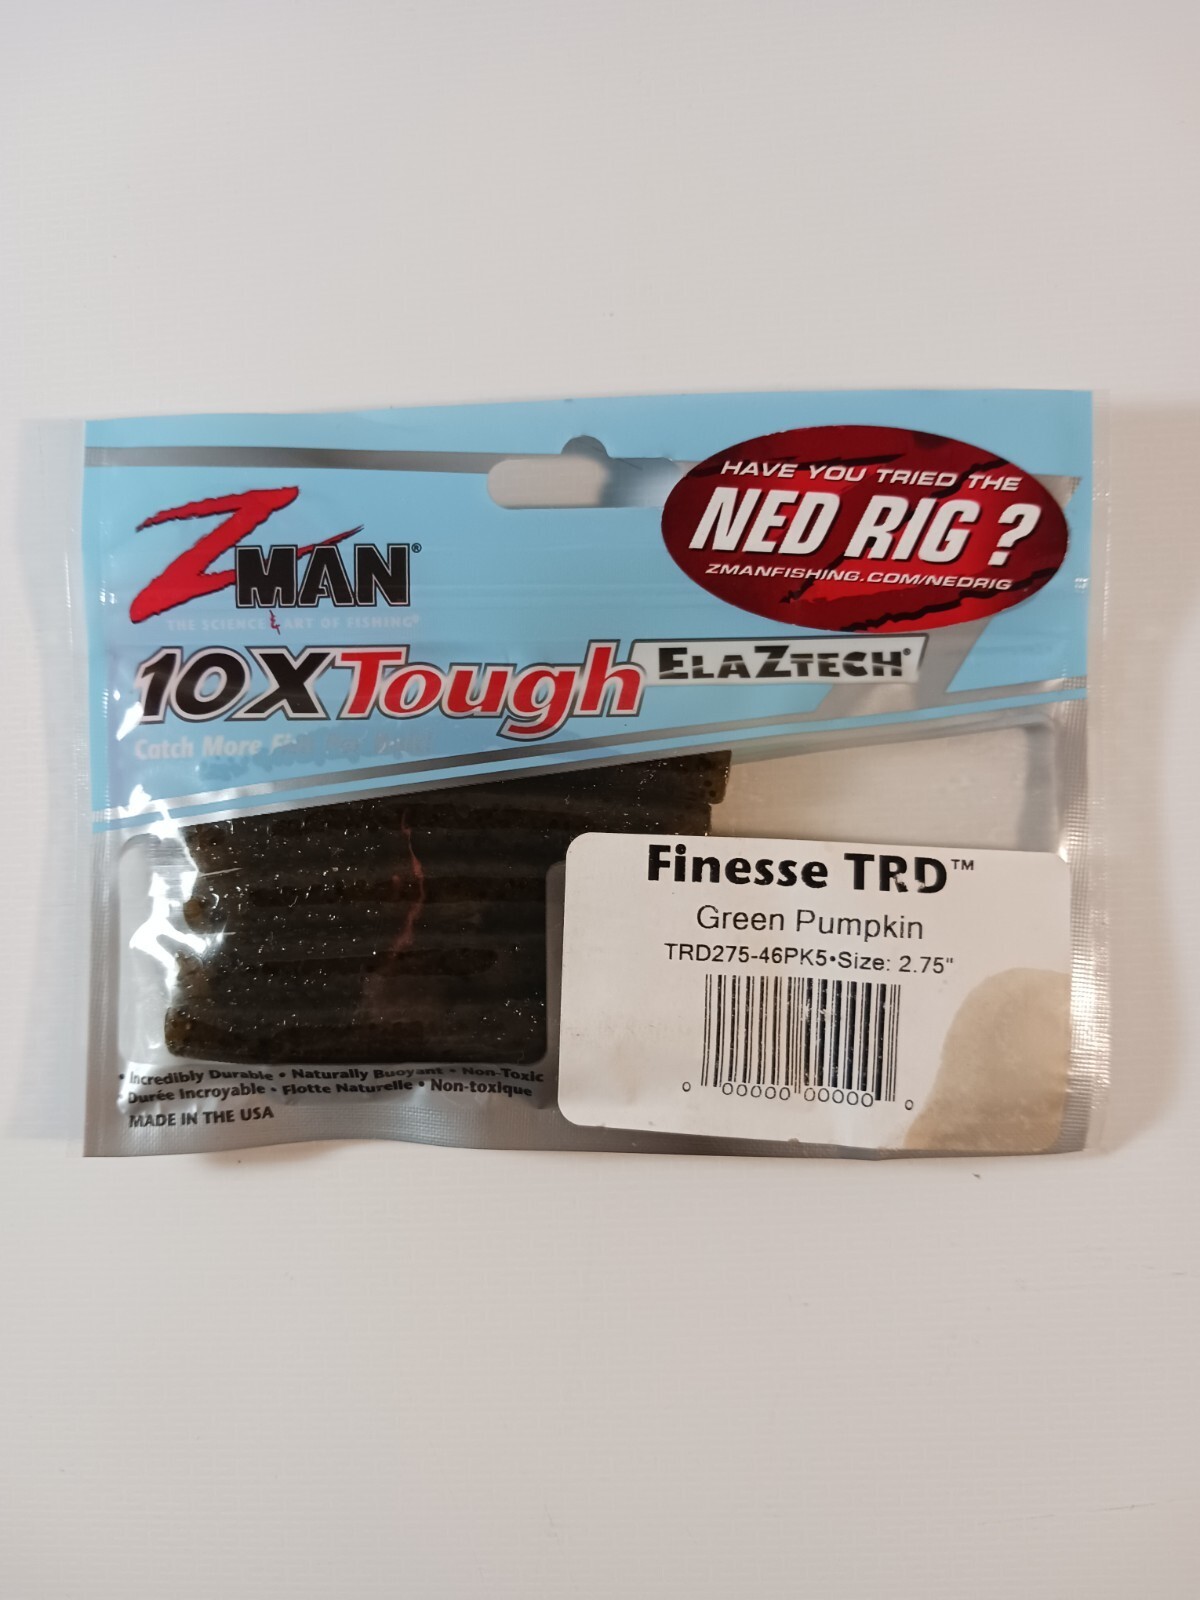 HAVE YOU TRIED THE
NED RIG?
ZMANFISHING.COM/NEDRIG
ZMAN®
THE SCIENCE & ART OF FISHING®
10X Tough ELAZTECH®
Catch More
Finesse TRD™
Green Pumpkin
TRD275-46PK5•Size: 2.75"
0 00000 00000 0
• Incredibly Durable • Naturally Buoyant • Non-Toxic
• Durée Incroyable • Flotte Naturelle • Non-toxique
MADE IN THE USA